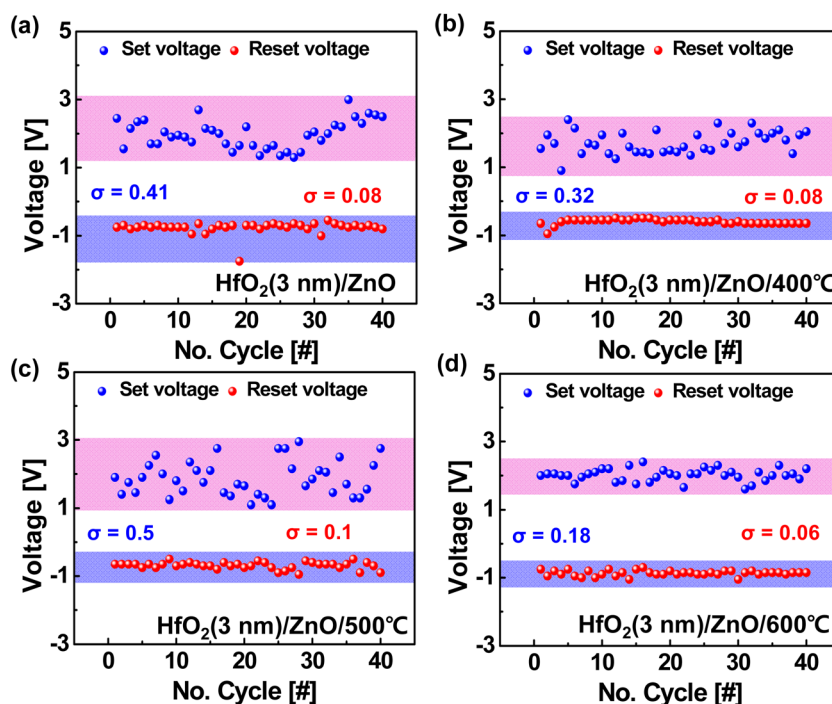 (a)
5
3
1
-1
-3
Voltage [V]
Set voltage Reset voltage
σ = 0.41
σ = 0.08
HfO₂(3 nm)/ZnO
0 10 20 30 40
No. Cycle [#]
(b)
5
3
1
-1
-3
Voltage [V]
Set voltage Reset voltage
σ = 0.32
σ = 0.08
HfO₂(3 nm)/ZnO/400℃
0 10 20 30 40
No. Cycle [#]
(c)
5
3
1
-1
-3
Voltage [V]
Set voltage Reset voltage
σ = 0.5
σ = 0.1
HfO₂(3 nm)/ZnO/500℃
0 10 20 30 40
No. Cycle [#]
(d)
5
3
1
-1
-3
Voltage [V]
Set voltage Reset voltage
σ = 0.18
σ = 0.06
HfO₂(3 nm)/ZnO/600℃
0 10 20 30 40
No. Cycle [#]